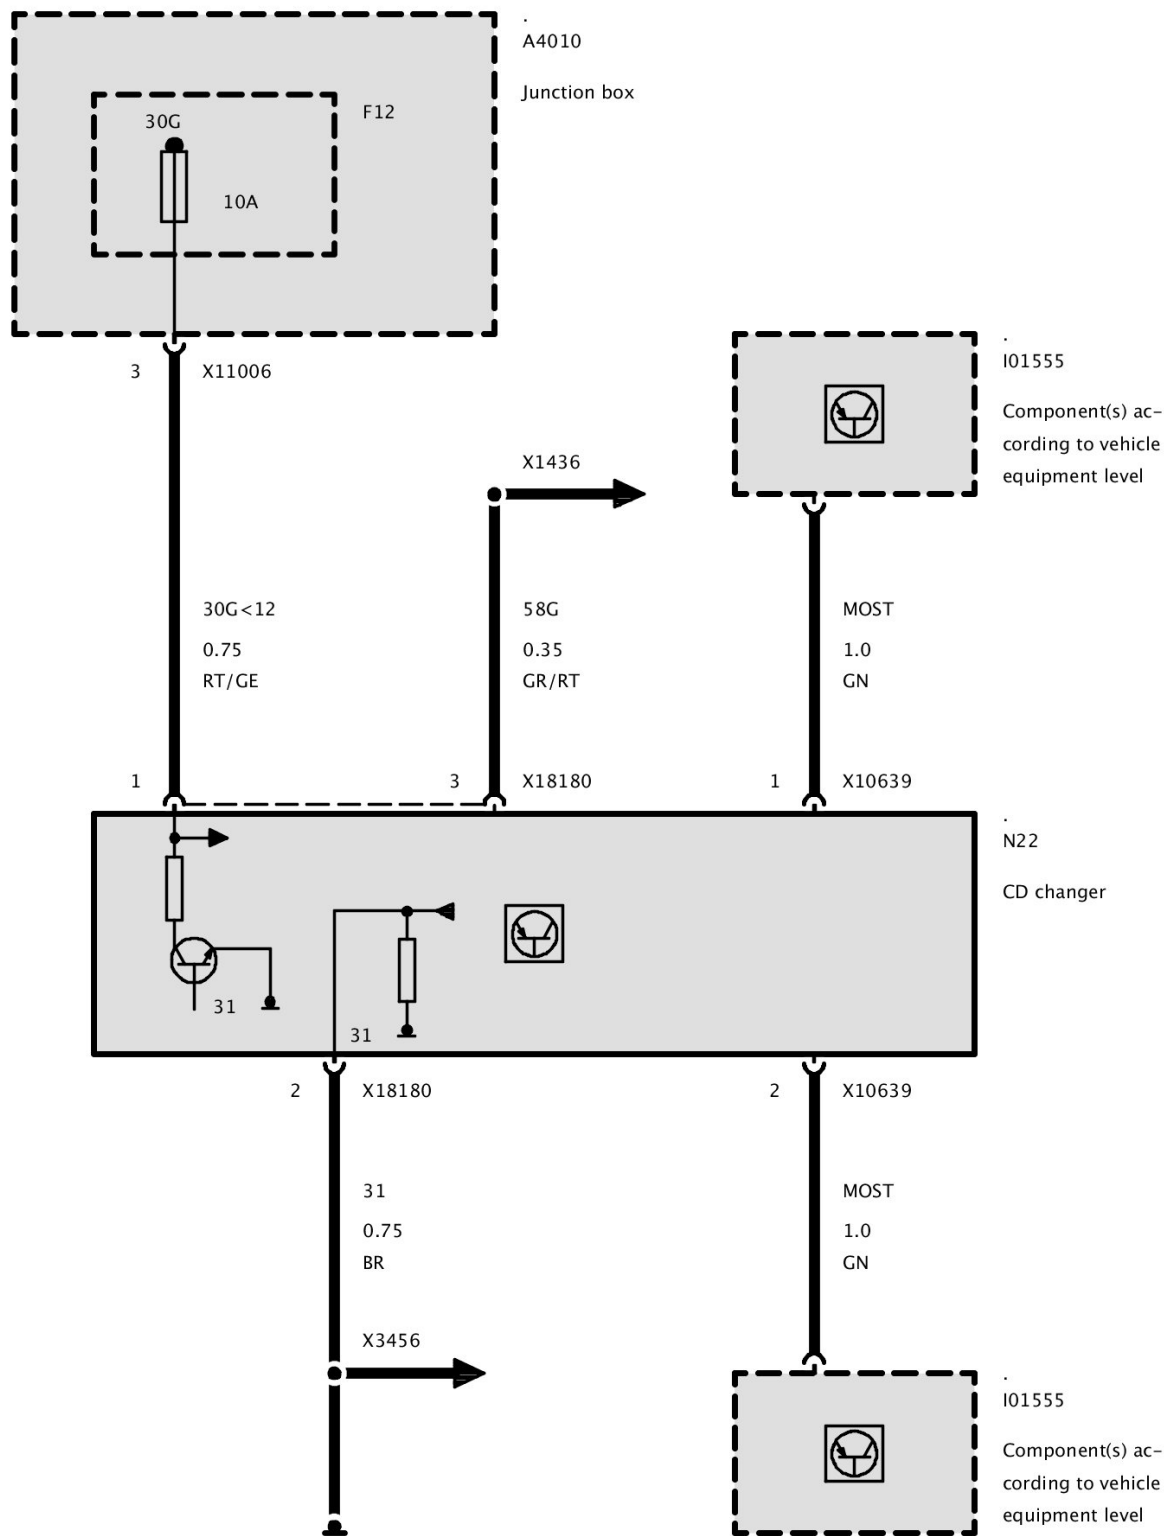 .
A4010
Junction box
F12
30G
10A
3
X11006
.
I01555
Component(s) ac-
cording to vehicle
equipment level
X1436
30G<12
0.75
RT/GE
58G
0.35
GR/RT
MOST
1.0
GN
1
3
X18180
1
X10639
.
N22
CD changer
31
31
2
X18180
2
X10639
31
0.75
BR
MOST
1.0
GN
X3456
.
I01555
Component(s) ac-
cording to vehicle
equipment level